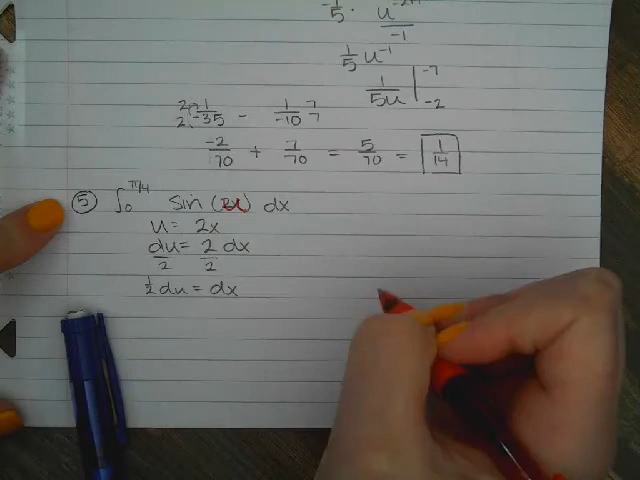 -1/5 · u^-2+1/-1
1/5 u^-1
1/5u | -7 -2
2·1/2·-35 - 1/-10 7/7
-2/70 + 7/70 = 5/70 = 1/14
⑤ ∫₀^π/4 sin (u) dx
u = 2x
du/2 = 2/2 dx
1/2 du = dx